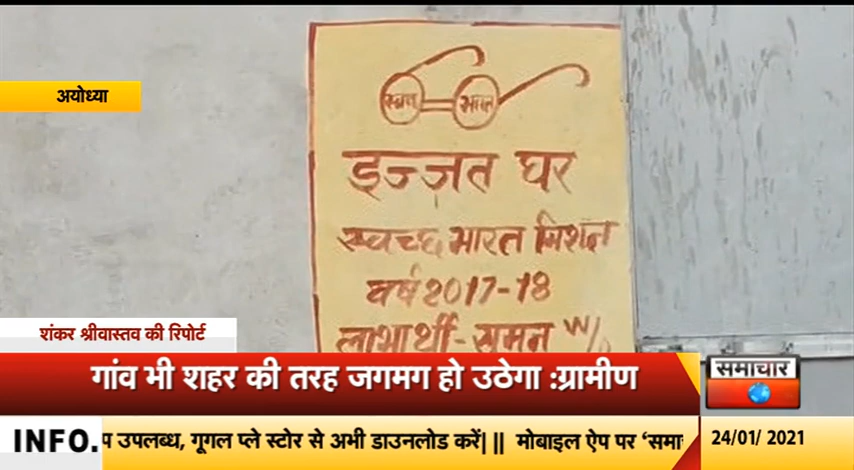 अयोध्या
स्वच्छ भारत
इज्ज़त घर
स्वच्छ भारत मिशन
वर्ष 2017-18
लाभार्थी - सुमन W/o
शंकर श्रीवास्तव की रिपोर्ट
गांव भी शहर की तरह जगमग हो उठेगा :ग्रामीण
समाचार
INFO. उपलब्ध, गूगल प्ले स्टोर से अभी डाउनलोड करें| || मोबाइल ऐप पर ‘समा
24/01/ 2021